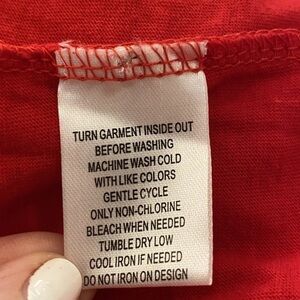 TURN GARMENT INSIDE OUT
BEFORE WASHING
MACHINE WASH COLD
WITH LIKE COLORS
GENTLE CYCLE
ONLY NON-CHLORINE
BLEACH WHEN NEEDED
TUMBLE DRY LOW
COOL IRON IF NEEDED
DO NOT IRON ON DESIGN